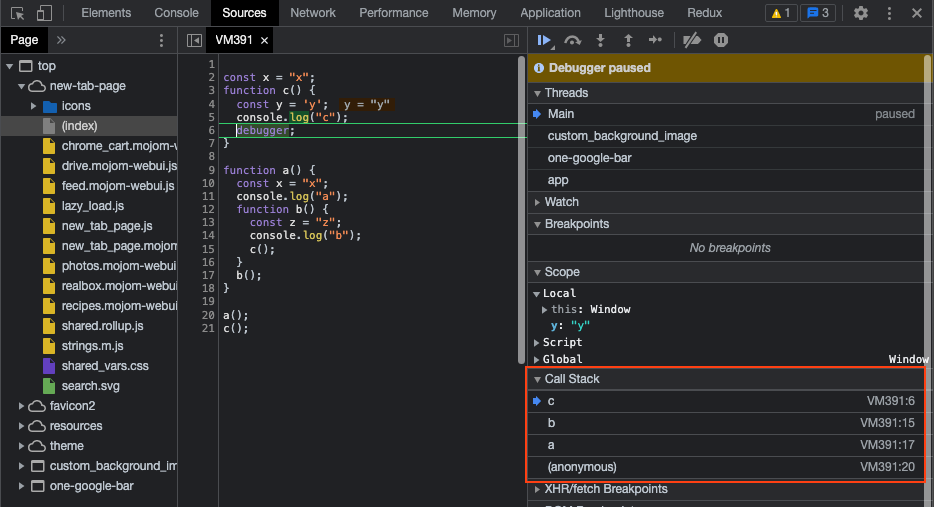 Elements Console Sources Network Performance Memory Application Lighthouse Redux 1 3
Page » VM391 ×
top
new-tab-page
icons
(index)
chrome_cart.mojom-w
drive.mojom-webui.js
feed.mojom-webui.js
lazy_load.js
new_tab_page.js
new_tab_page.mojom
photos.mojom-webui
realbox.mojom-webui
recipes.mojom-webui
shared.rollup.js
strings.m.js
shared_vars.css
search.svg
favicon2
resources
theme
custom_background_im
one-google-bar
1
2 const x = "x";
3 function c() {
4 const y = 'y'; y = "y"
5 console.log("c");
6 debugger;
7 }
8
9 function a() {
10 const x = "x";
11 console.log("a");
12 function b() {
13 const z = "z";
14 console.log("b");
15 c();
16 }
17 b();
18 }
19
20 a();
21 c();
Debugger paused
Threads
Main paused
custom_background_image
one-google-bar
app
Watch
Breakpoints
No breakpoints
Scope
Local
this: Window
y: "y"
Script
Global Window
Call Stack
c VM391:6
b VM391:15
a VM391:17
(anonymous) VM391:20
XHR/fetch Breakpoints